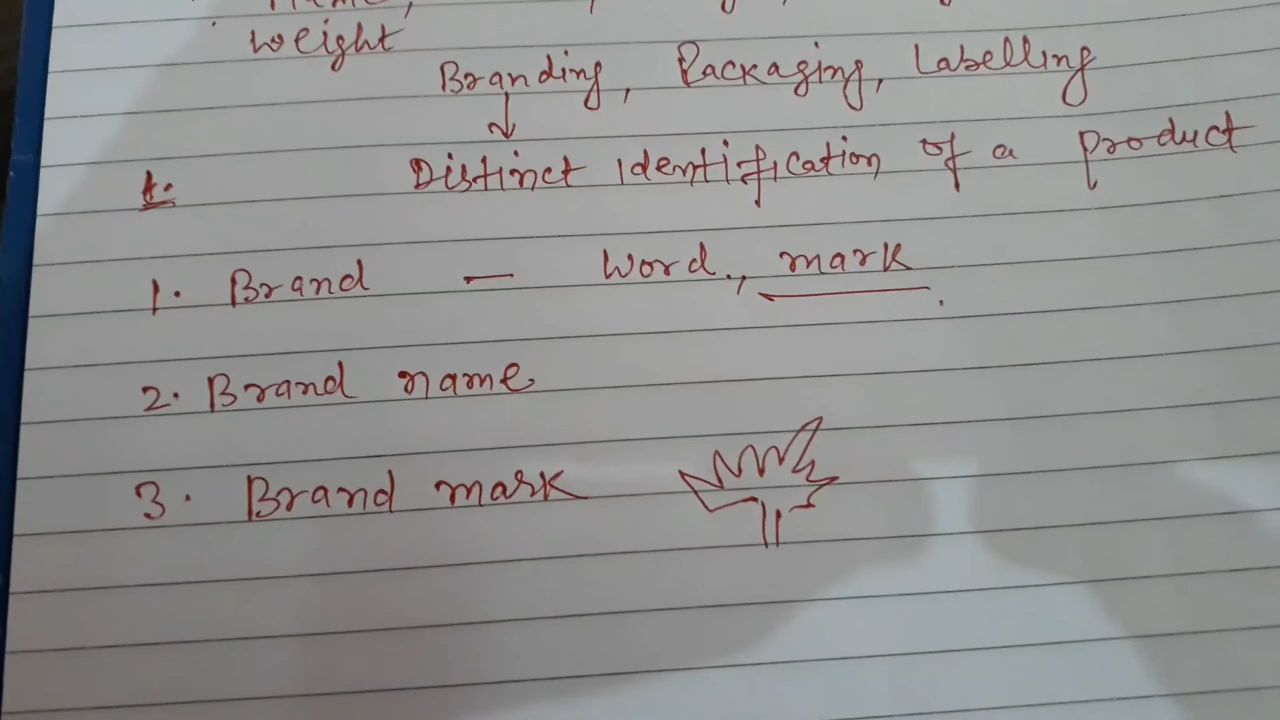 weight
Branding, Packaging, Labelling
Distinct identification of a product
1. Brand — Word, mark.
2. Brand name
3. Brand mark